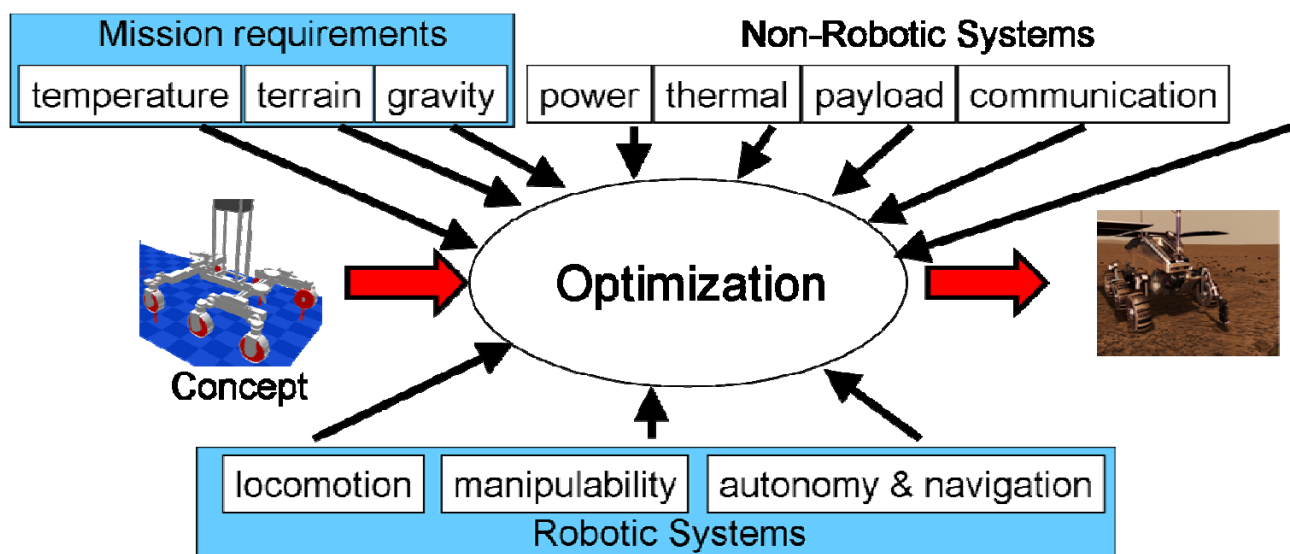 Mission requirements
temperature terrain gravity
Non-Robotic Systems
power thermal payload communication
Optimization
Concept
locomotion manipulability autonomy & navigation
Robotic Systems